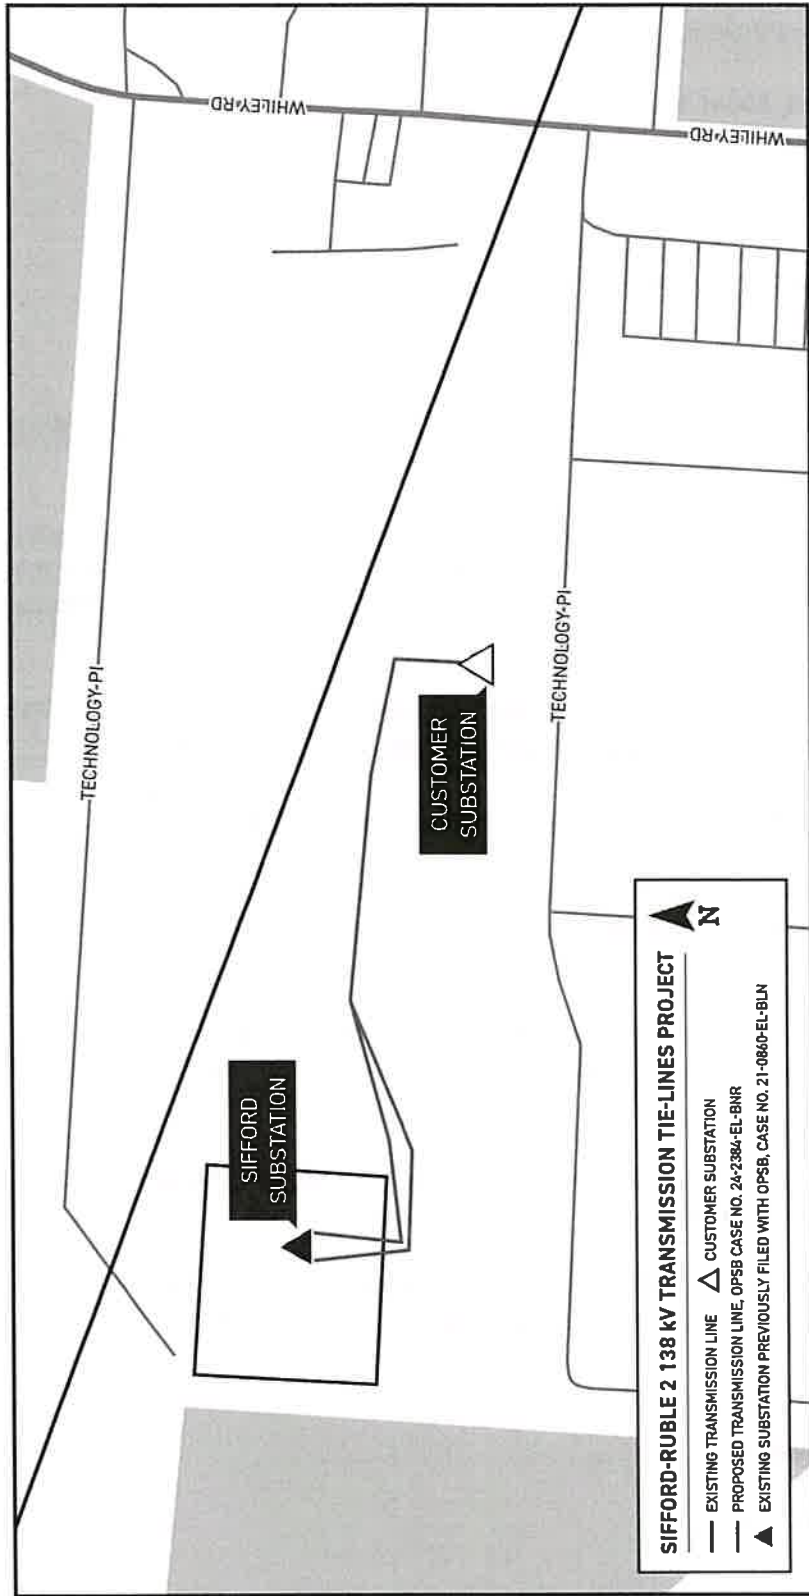 WHILEY RD
WHILEY RD
TECHNOLOGY PI
TECHNOLOGY PI
SIFFORD
SUBSTATION
CUSTOMER
SUBSTATION
SIFFORD-RUBLE 2 138 kV TRANSMISSION TIE-LINES PROJECT
EXISTING TRANSMISSION LINE
CUSTOMER SUBSTATION
PROPOSED TRANSMISSION LINE, OPSB CASE NO. 24-2384-EL-BNR
EXISTING SUBSTATION PREVIOUSLY FILED WITH OPSB, CASE NO. 21-0860-EL-BLN
N